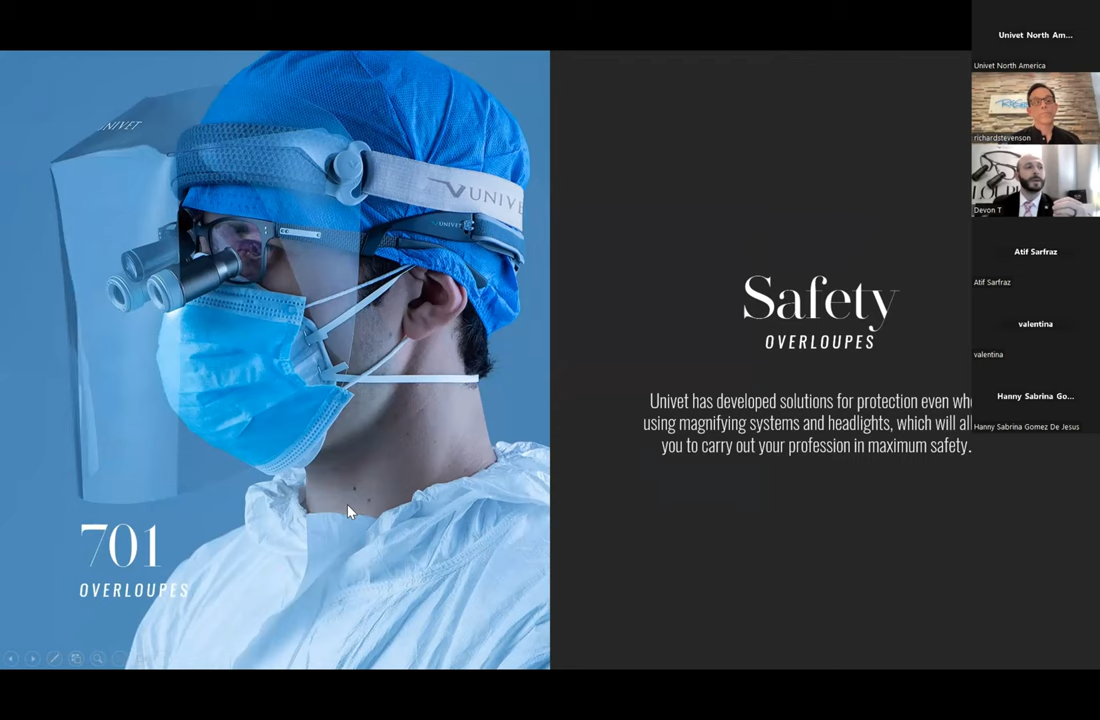 UNIVET
UNIVET
UNIVET
701
OVERLOUPES
Safety
OVERLOUPES
Univet has developed solutions for protection even
using magnifying systems and headlights, which will
you to carry out your profession in maximum safety.
Univet North Am...
Univet North America
richardstevenson
Devon T
Atif Sarfraz
Atif Sarfraz
valentina
valentina
Hanny Sabrina Go...
Hanny Sabrina Gomez De Jesus